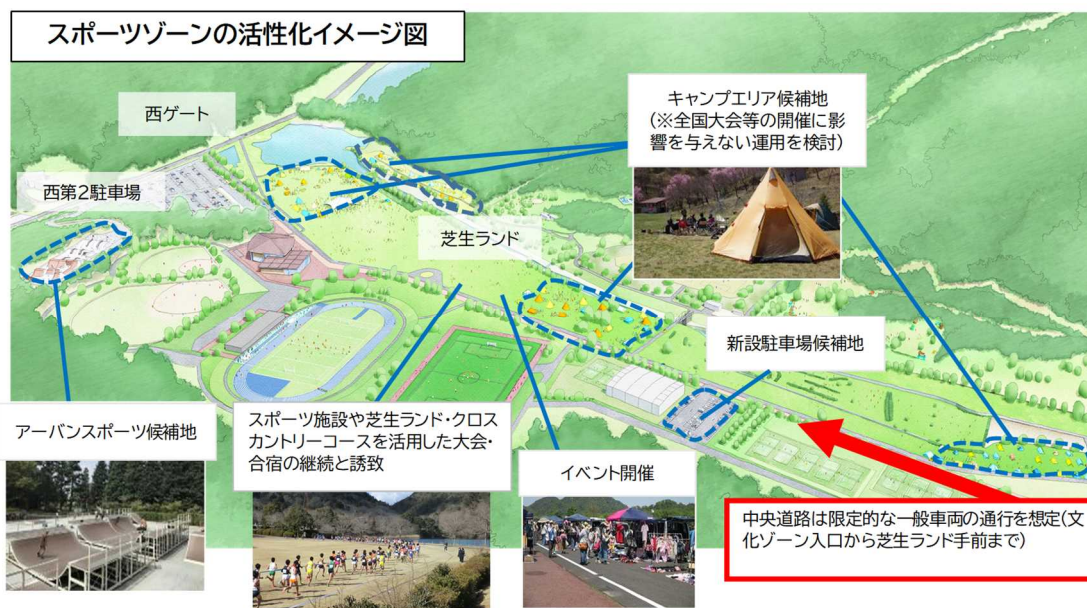 スポーツゾーンの活性化イメージ図
西ゲート
キャンプエリア候補地
(※全国大会等の開催に影
響を与えない運用を検討)
西第2駐車場
芝生ランド
新設駐車場候補地
アーバンスポーツ候補地
スポーツ施設や芝生ランド・クロス
カントリーコースを活用した大会・
合宿の継続と誘致
イベント開催
中央道路は限定的な一般車両の通行を想定(文
化ゾーン入口から芝生ランド手前まで)